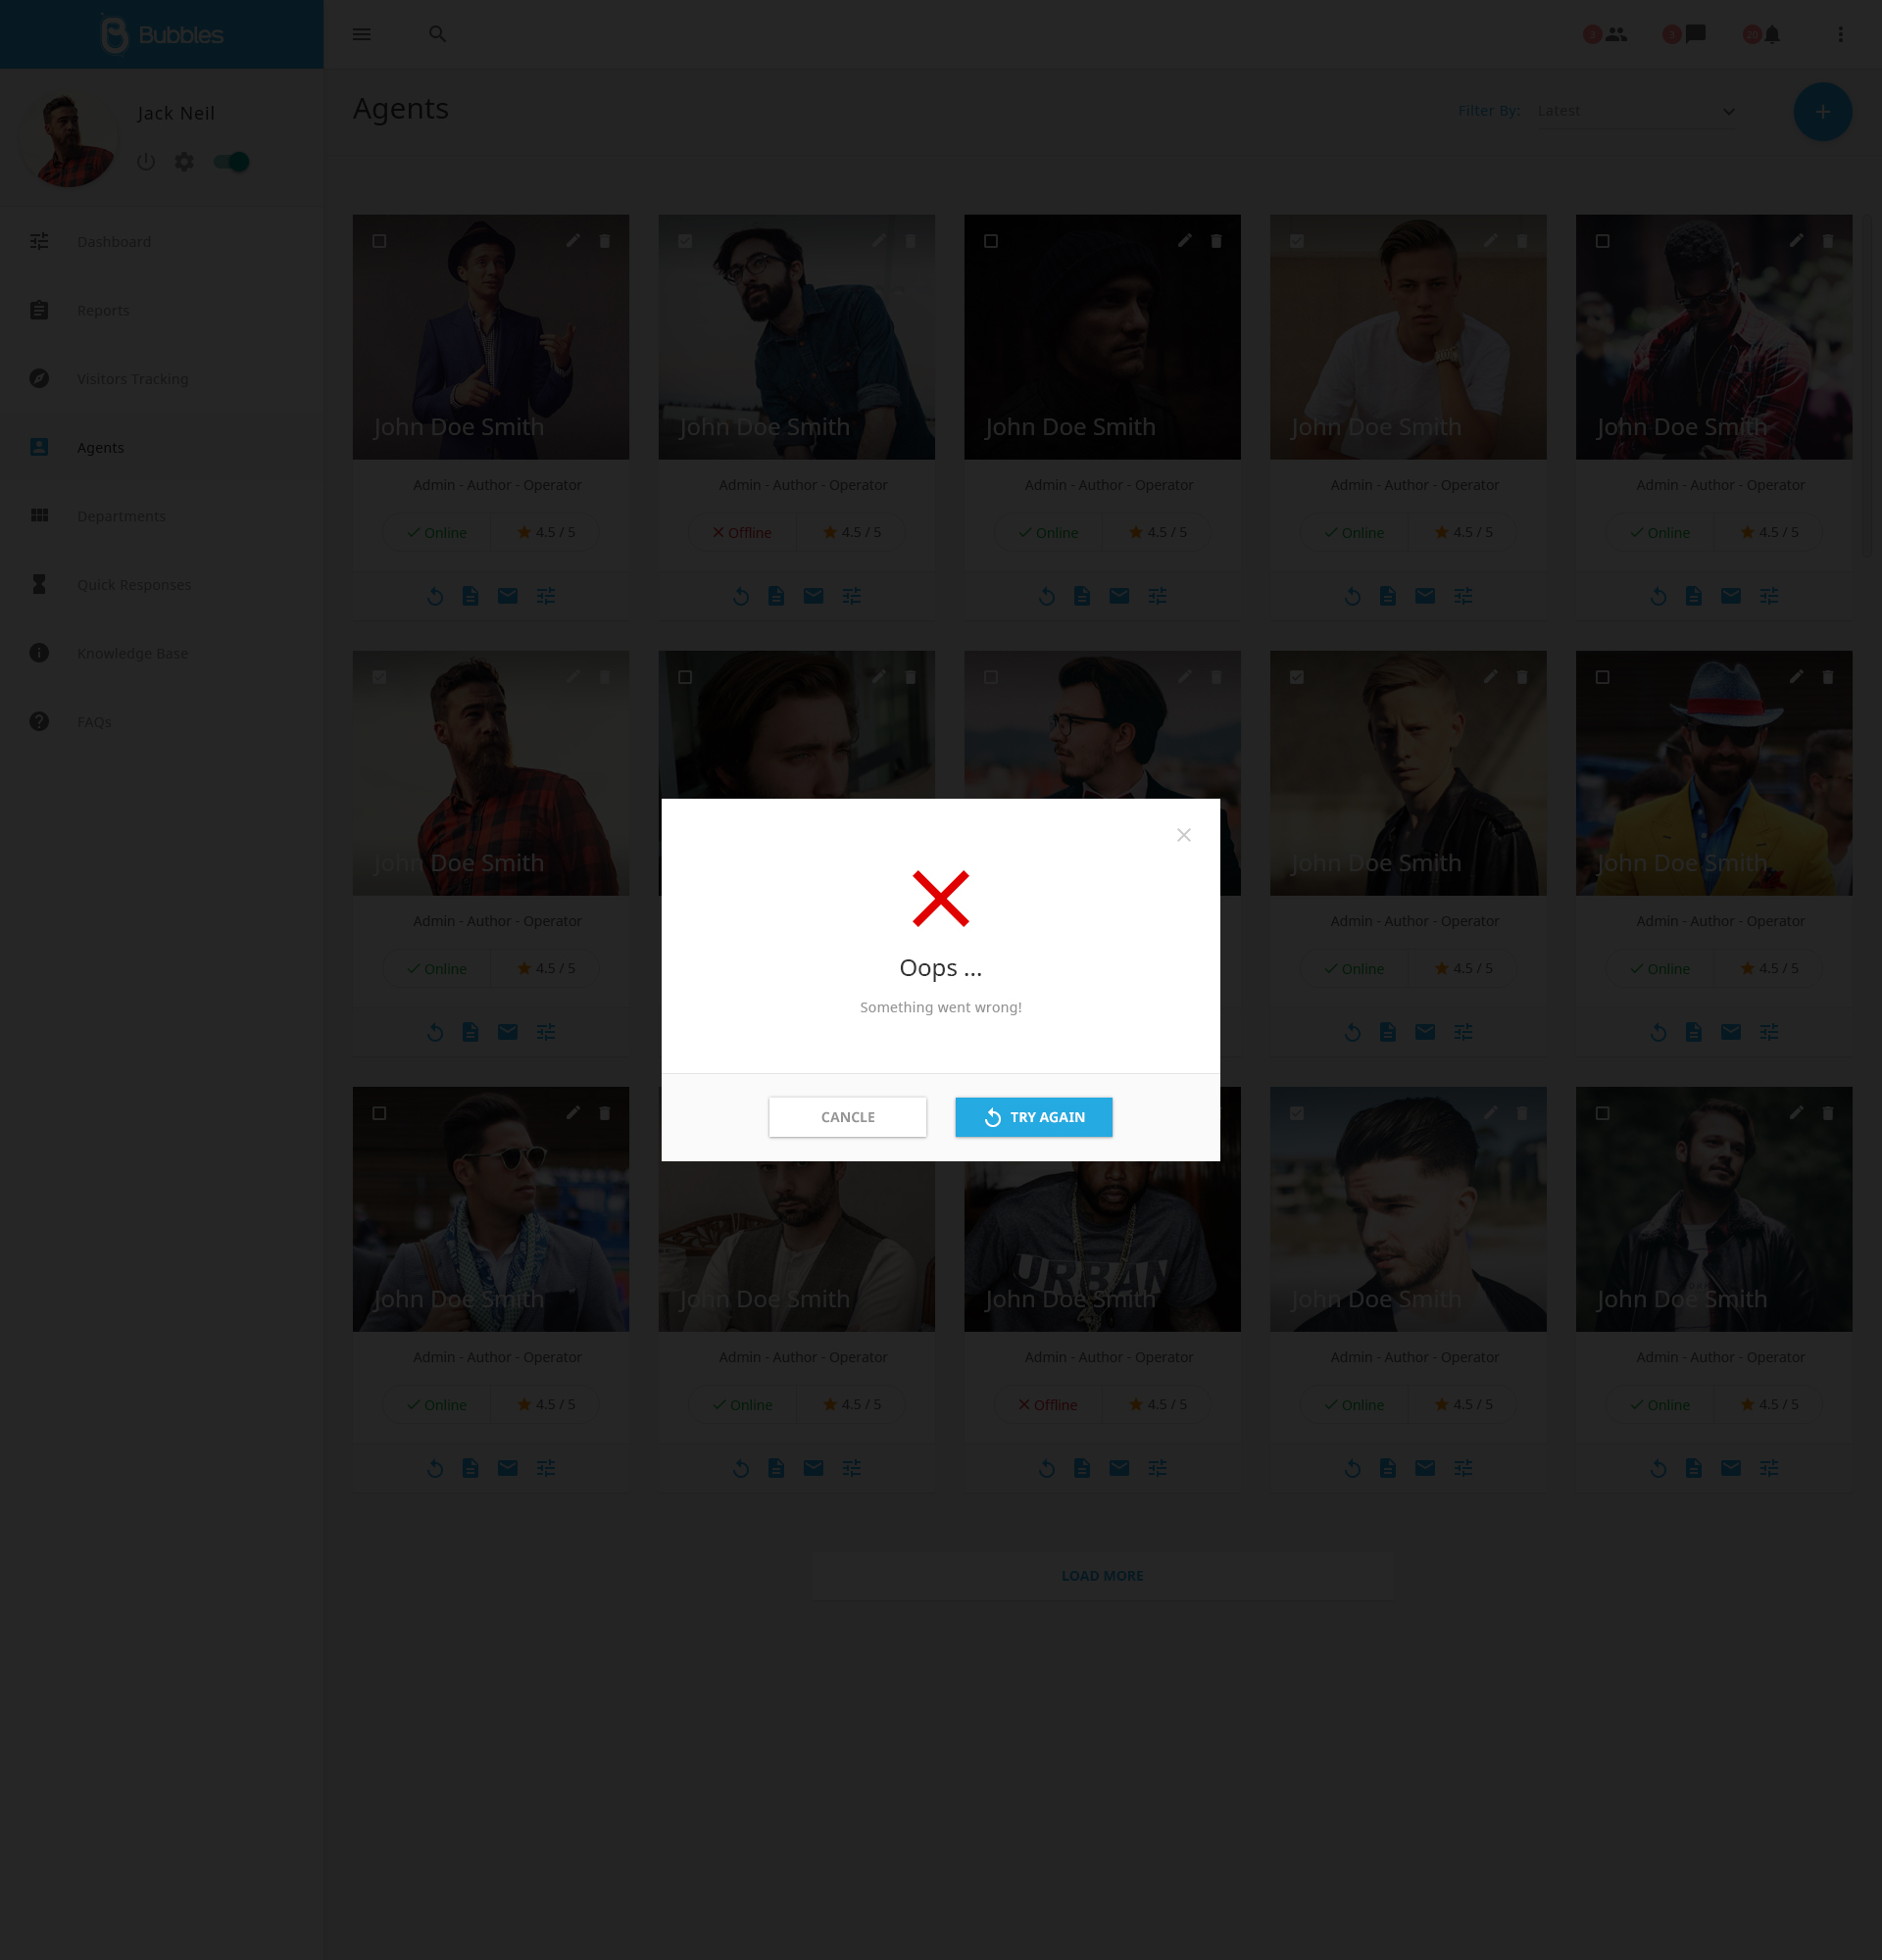 Bubbles
3
3
20
Jack Neil
Agents
Filter By: Latest
Dashboard
Reports
Visitors Tracking
Agents
Departments
Quick Responses
Knowledge Base
FAQs
John Doe Smith
John Doe Smith
John Doe Smith
John Doe Smith
John Doe Smith
Admin - Author - Operator
Admin - Author - Operator
Admin - Author - Operator
Admin - Author - Operator
Admin - Author - Operator
Online 4.5 / 5
Offline 4.5 / 5
Online 4.5 / 5
Online 4.5 / 5
Online 4.5 / 5
John Doe Smith
John Doe Smith
John Doe Smith
Admin - Author - Operator
Admin - Author - Operator
Admin - Author - Operator
Online 4.5 / 5
Online 4.5 / 5
Online 4.5 / 5
Oops ...
Something went wrong!
CANCLE
TRY AGAIN
URBAN
John Doe Smith
John Doe Smith
John Doe Smith
John Doe Smith
John Doe Smith
Admin - Author - Operator
Admin - Author - Operator
Admin - Author - Operator
Admin - Author - Operator
Admin - Author - Operator
Online 4.5 / 5
Online 4.5 / 5
Offline 4.5 / 5
Online 4.5 / 5
Online 4.5 / 5
LOAD MORE